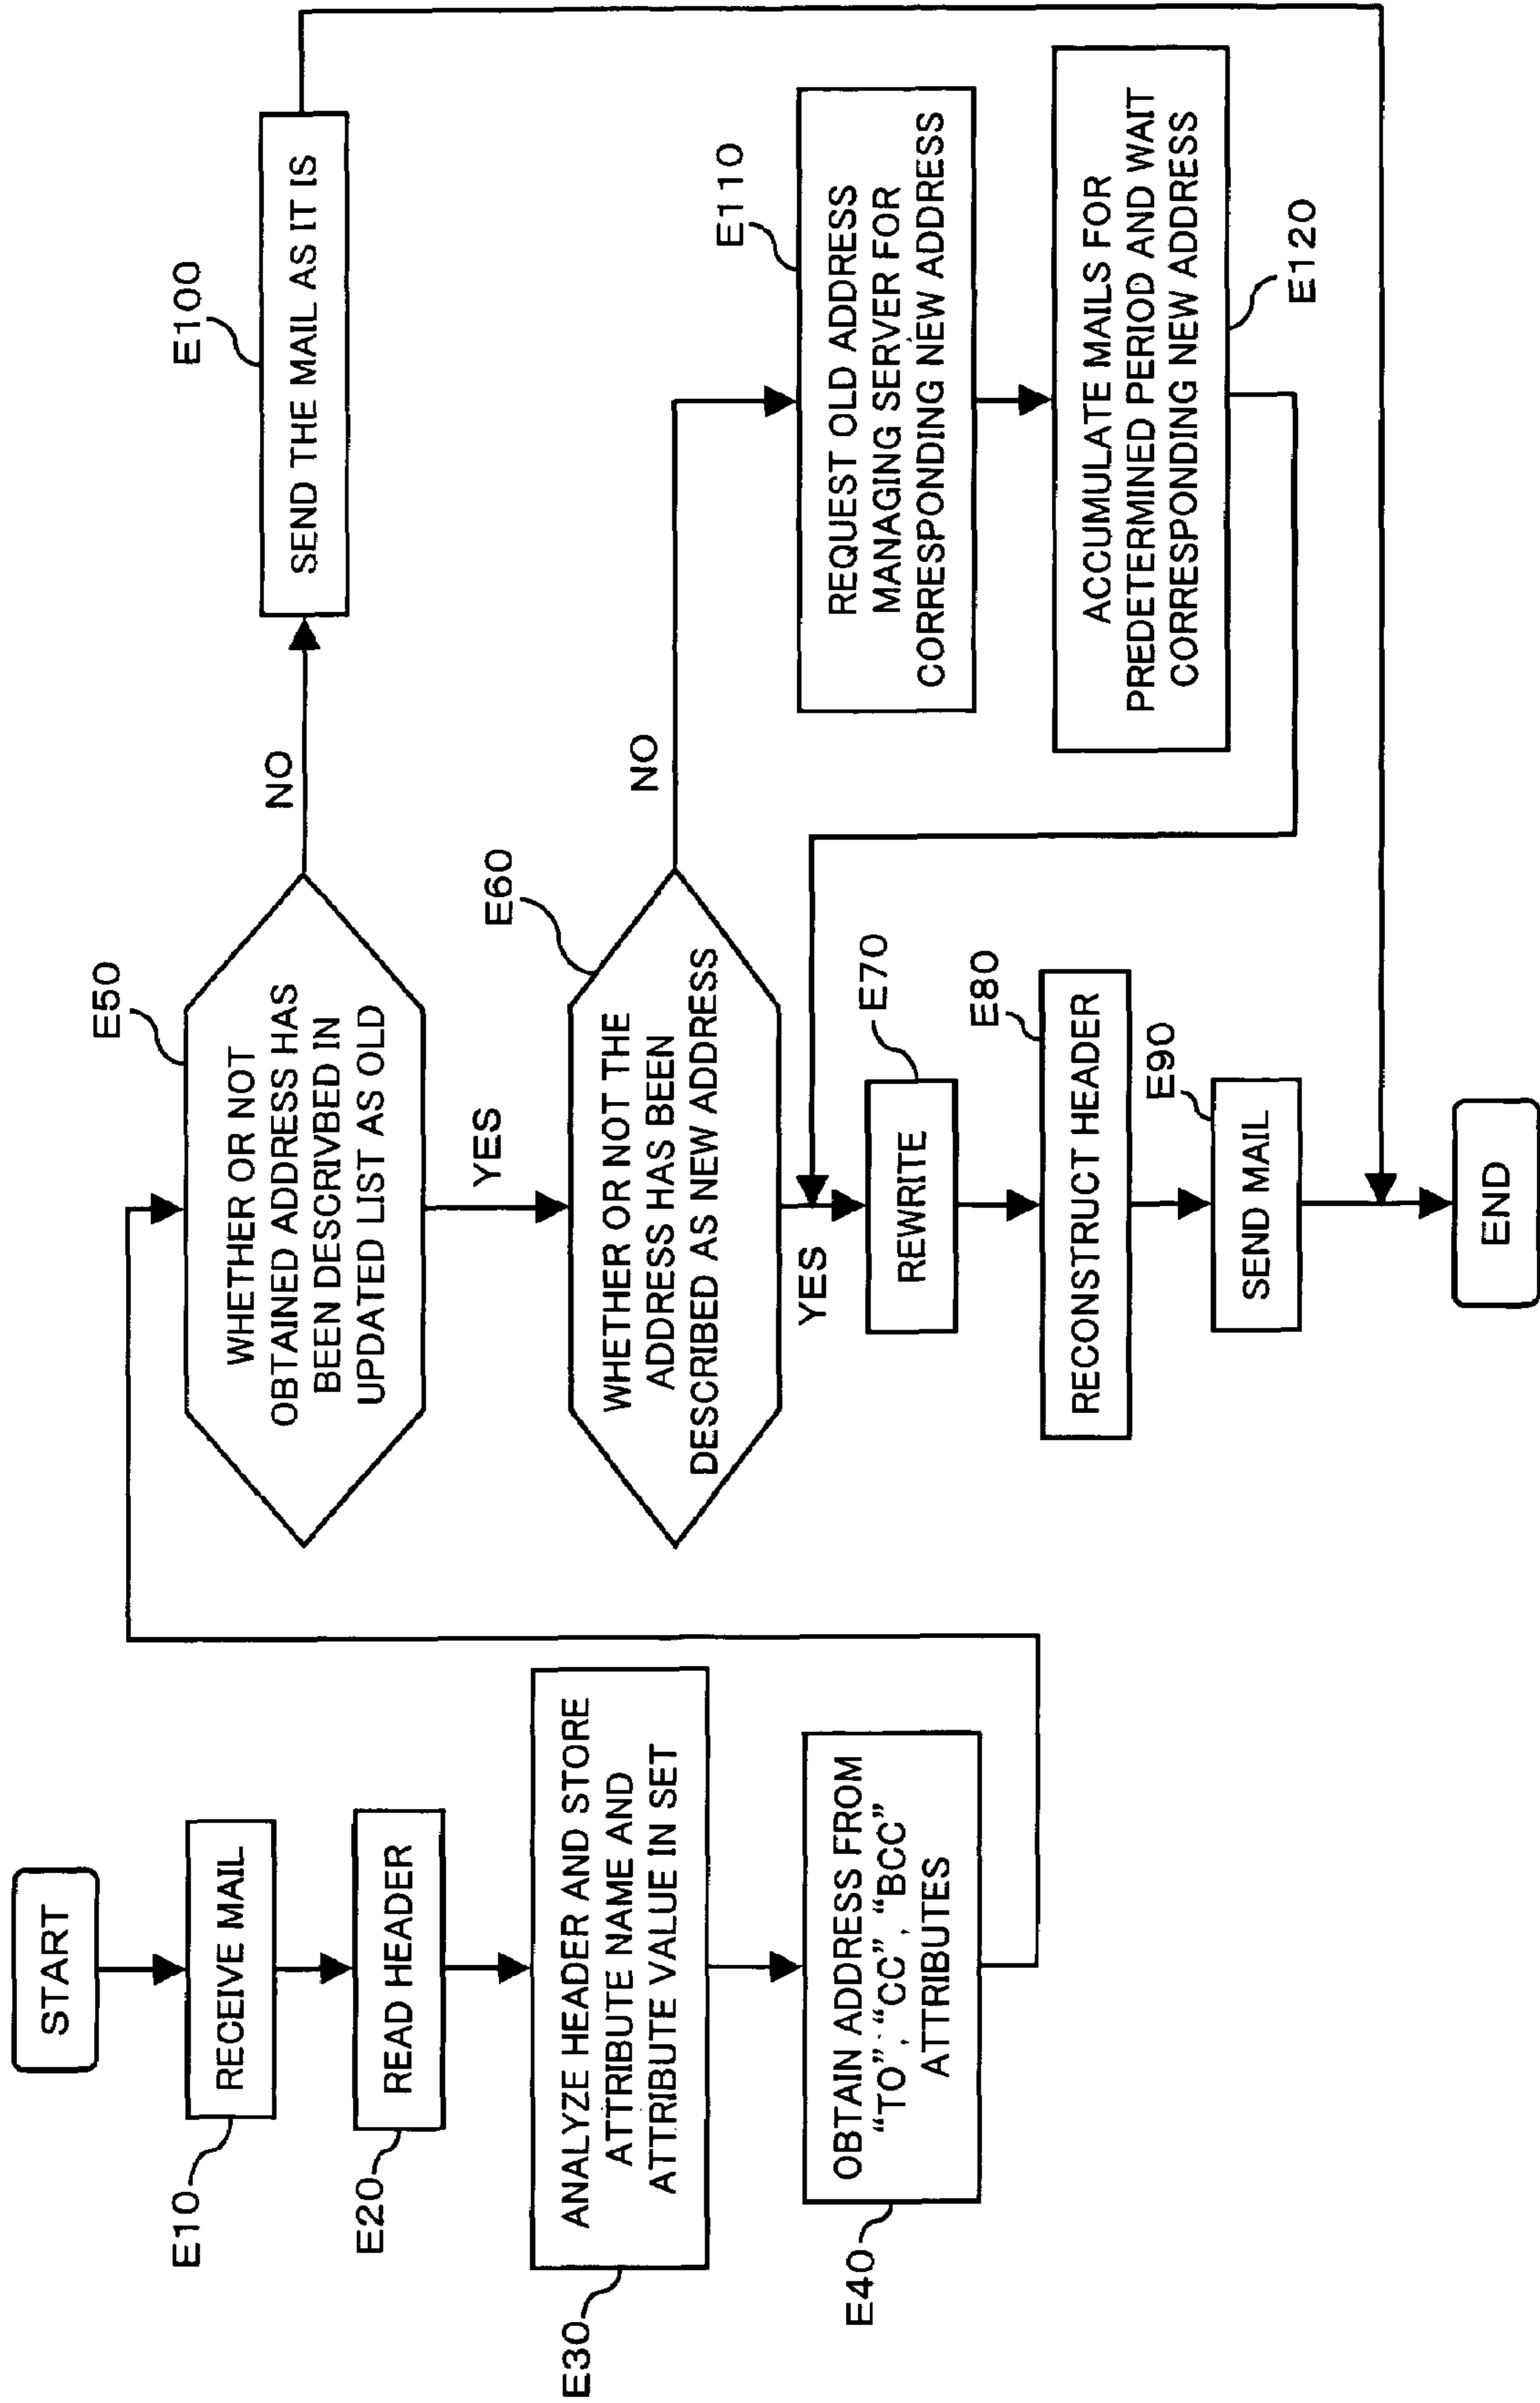 START
E10
RECEIVE MAIL
E20
READ HEADER
E30
ANALYZE HEADER AND STORE
ATTRIBUTE NAME AND
ATTRIBUTE VALUE IN SET
E40
OBTAIN ADDRESS FROM
“TO”, “CC”, “BCC”
ATTRIBUTES
E50
WHETHER OR NOT
OBTAINED ADDRESS HAS
BEEN DESCRIVBED IN
UPDATED LIST AS OLD
NO
E100
SEND THE MAIL AS IT IS
YES
E60
WHETHER OR NOT THE
ADDRESS HAS BEEN
DESCRIBED AS NEW ADDRESS
NO
E110
REQUEST OLD ADDRESS
MANAGING SERVER FOR
CORRESPONDING NEW ADDRESS
ACCUMULATE MAILS FOR
PREDETERMINED PERIOD AND WAIT
CORRESPONDING NEW ADDRESS
E120
YES
E70
REWRITE
E80
RECONSTRUCT HEADER
E90
SEND MAIL
END